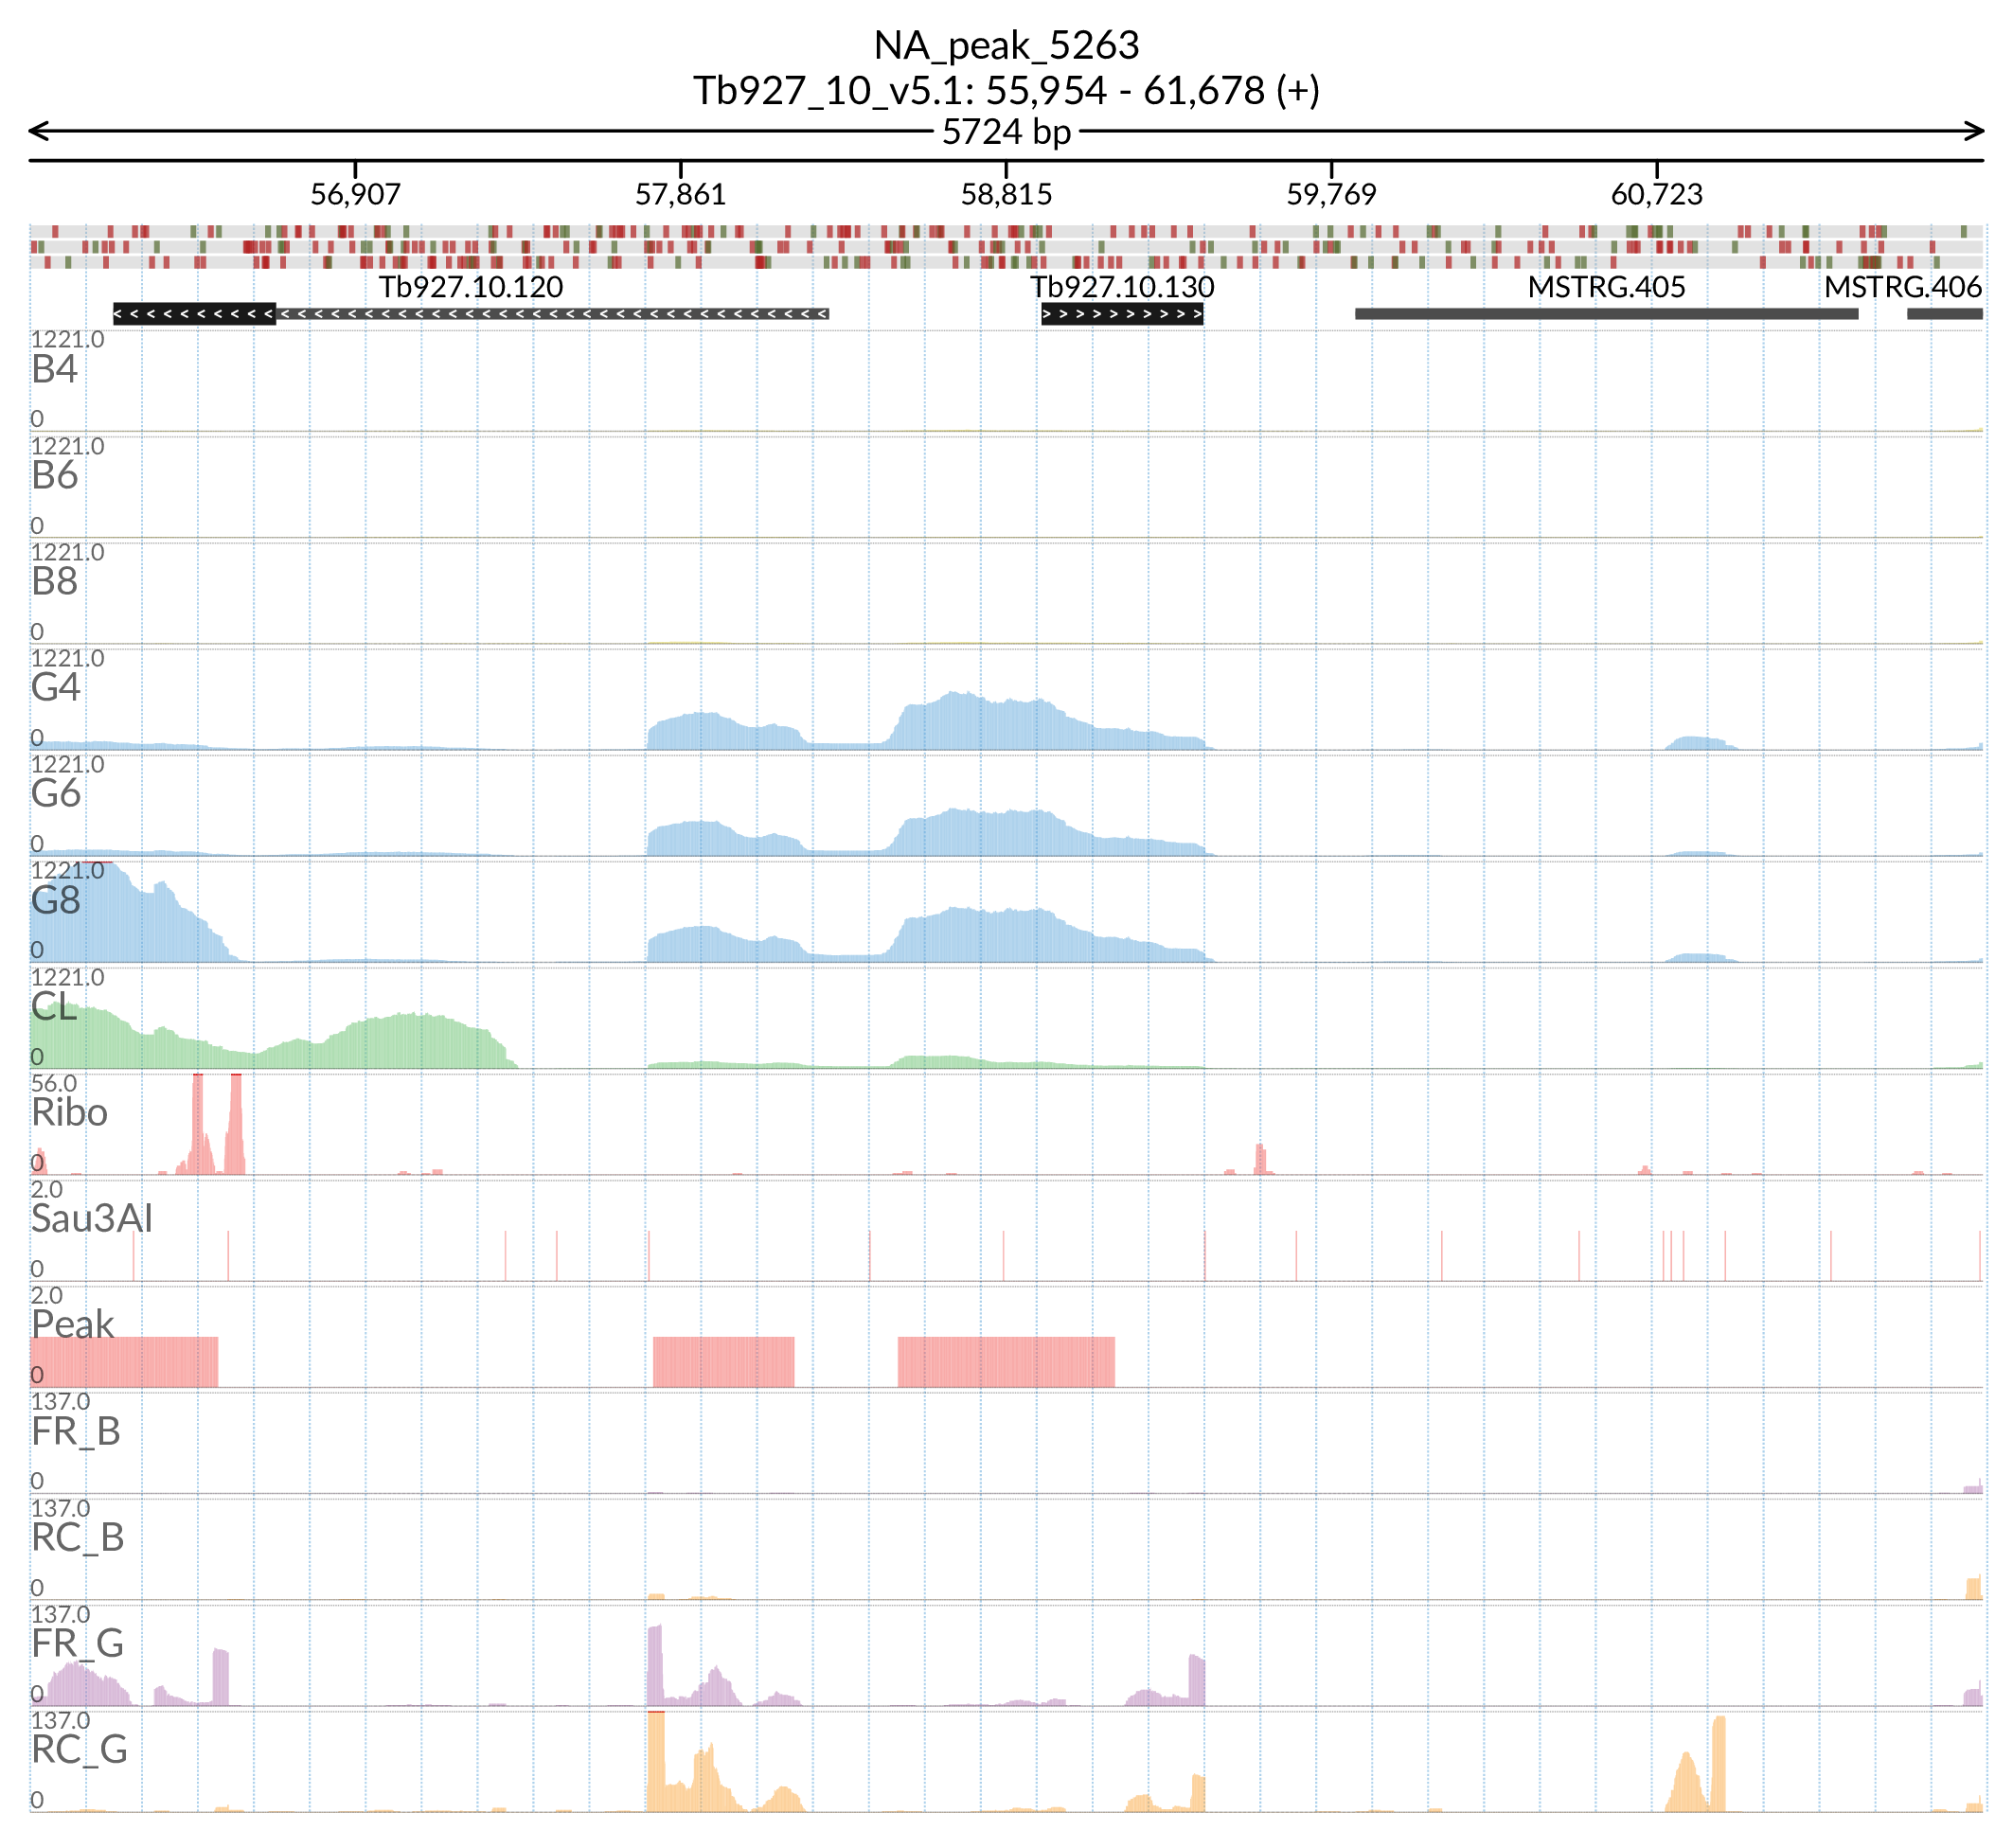 NA_peak_5263
Tb927_10_v5.1: 55,954 - 61,678 (+)
5724 bp
56,907 57,861 58,815 59,769 60,723
Tb927.10.120 Tb927.10.130 MSTRG.405 MSTRG.406
1221.0
B4
0
1221.0
B6
0
1221.0
B8
0
1221.0
G4
0
1221.0
G6
0
1221.0
G8
0
1221.0
CL
0
56.0
Ribo
0
2.0
Sau3AI
0
2.0
Peak
0
137.0
FR_B
0
137.0
RC_B
0
137.0
FR_G
0
137.0
RC_G
0